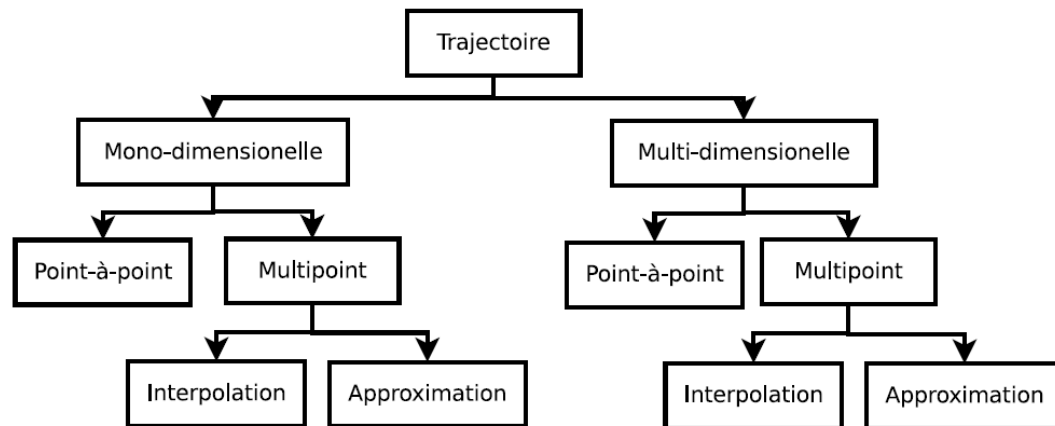 Trajectoire
Mono-dimensionelle
Multi-dimensionelle
Point-à-point
Multipoint
Point-à-point
Multipoint
Interpolation
Approximation
Interpolation
Approximation